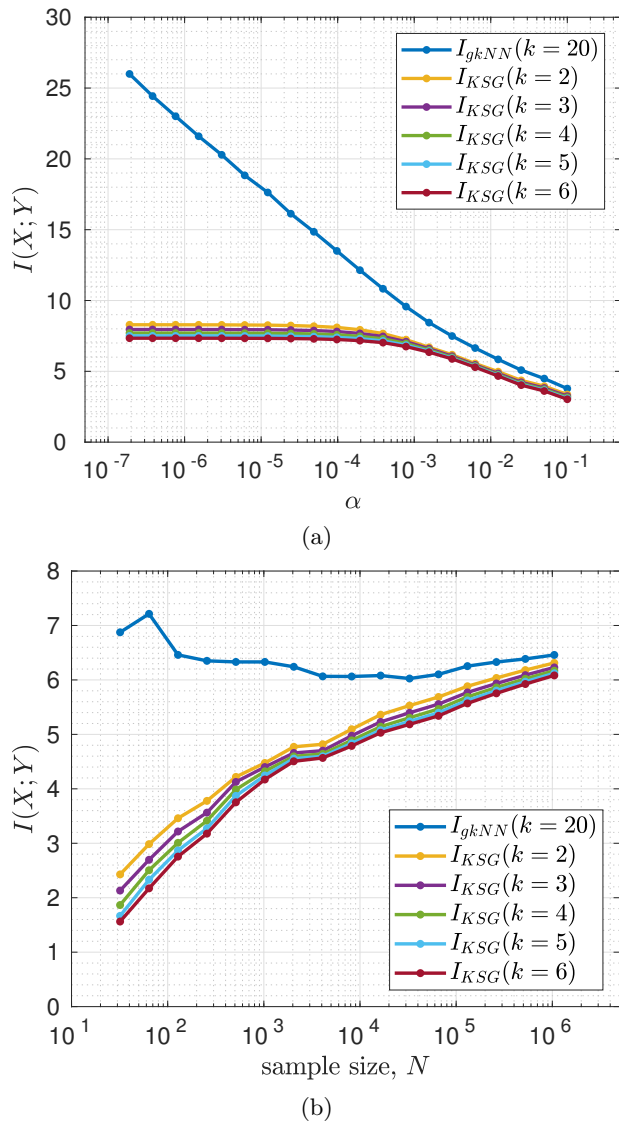 30
25
20
15
10
5
0
I(X; Y)
I_{gkNN}(k = 20)
I_{KSG}(k = 2)
I_{KSG}(k = 3)
I_{KSG}(k = 4)
I_{KSG}(k = 5)
I_{KSG}(k = 6)
10^{-7} 10^{-6} 10^{-5} 10^{-4} 10^{-3} 10^{-2} 10^{-1}
α
(a)
8
7
6
5
4
3
2
1
0
I(X; Y)
I_{gkNN}(k = 20)
I_{KSG}(k = 2)
I_{KSG}(k = 3)
I_{KSG}(k = 4)
I_{KSG}(k = 5)
I_{KSG}(k = 6)
10^1 10^2 10^3 10^4 10^5 10^6
sample size, N
(b)